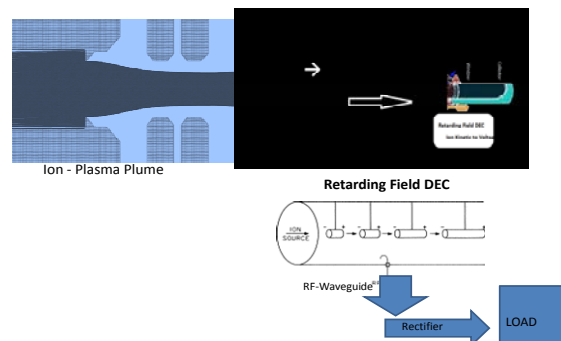 Retarding Field DEC
Ion Kinetic to Voltage
Ion - Plasma Plume
Retarding Field DEC
ION
SOURCE
RF-Waveguide
Rectifier
LOAD